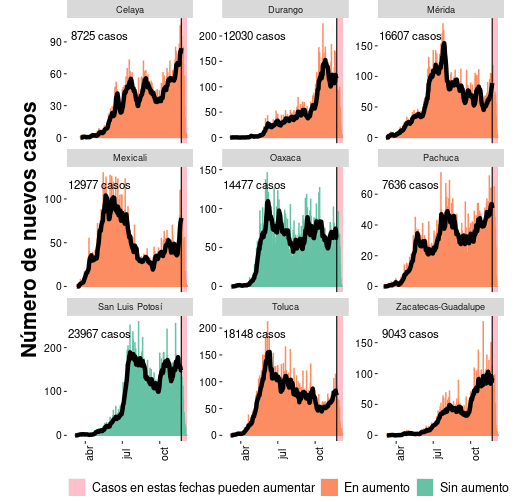 Número de nuevos casos
Celaya
Durango
Mérida
8725 casos
12030 casos
16607 casos
90
60
30
0
200
150
100
50
0
150
100
50
0
Mexicali
Oaxaca
Pachuca
12977 casos
14477 casos
7636 casos
100
50
0
150
100
50
0
60
40
20
0
San Luis Potosí
Toluca
Zacatecas-Guadalupe
23967 casos
18148 casos
9043 casos
200
100
0
200
150
100
50
0
150
100
50
0
abr jul oct
abr jul oct
abr jul oct
Casos en estas fechas pueden aumentar En aumento Sin aumento